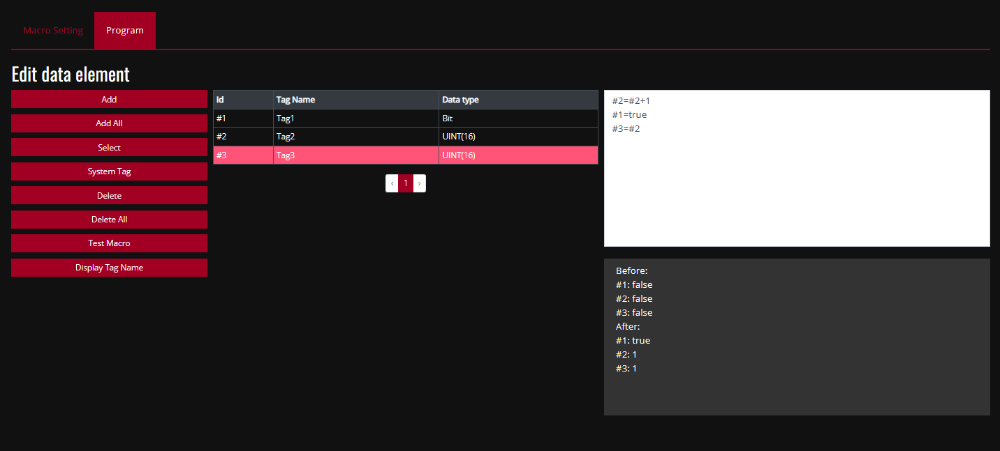 Macro Setting
Program
Edit data element
Add
Add All
Select
System Tag
Delete
Delete All
Test Macro
Display Tag Name
Id Tag Name Data type
#1 Tag1 Bit
#2 Tag2 UINT(16)
#3 Tag3 UINT(16)
‹ 1 ›
#2=#2+1
#1=true
#3=#2
Before:
#1: false
#2: false
#3: false
After:
#1: true
#2: 1
#3: 1